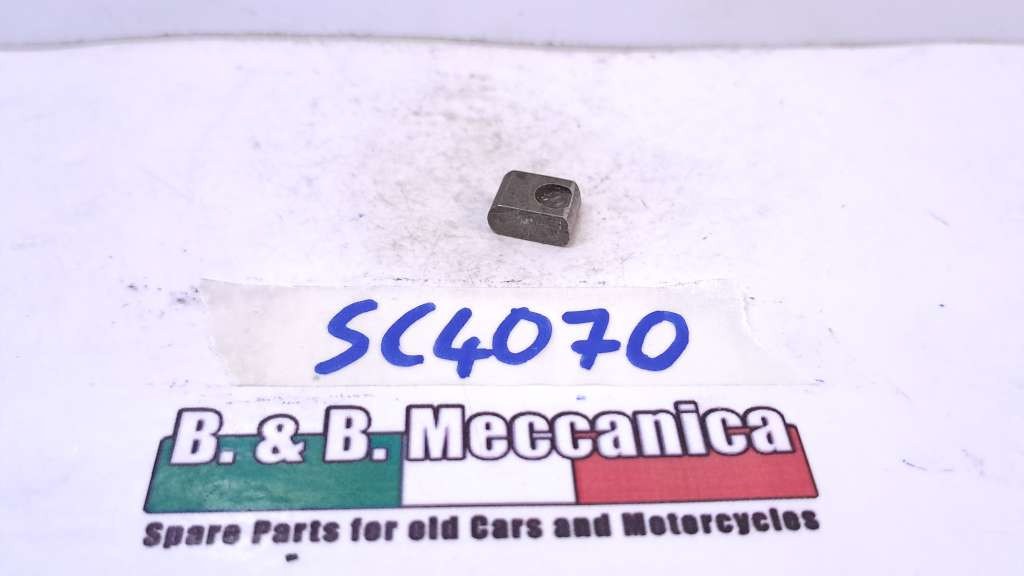 SC4070
B. & B. Meccanica
Spare Parts for old Cars and Motorcycles